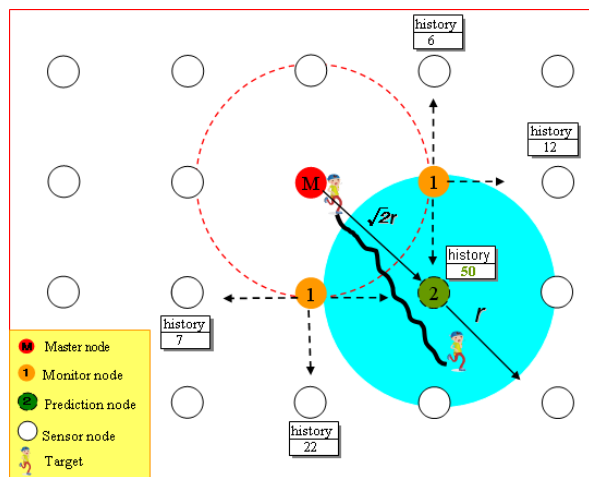 history
6
history
12
M
1
√2r
history
50
1
2
r
history
7
history
22
M Master node
1 Monitor node
2 Prediction node
Sensor node
Target